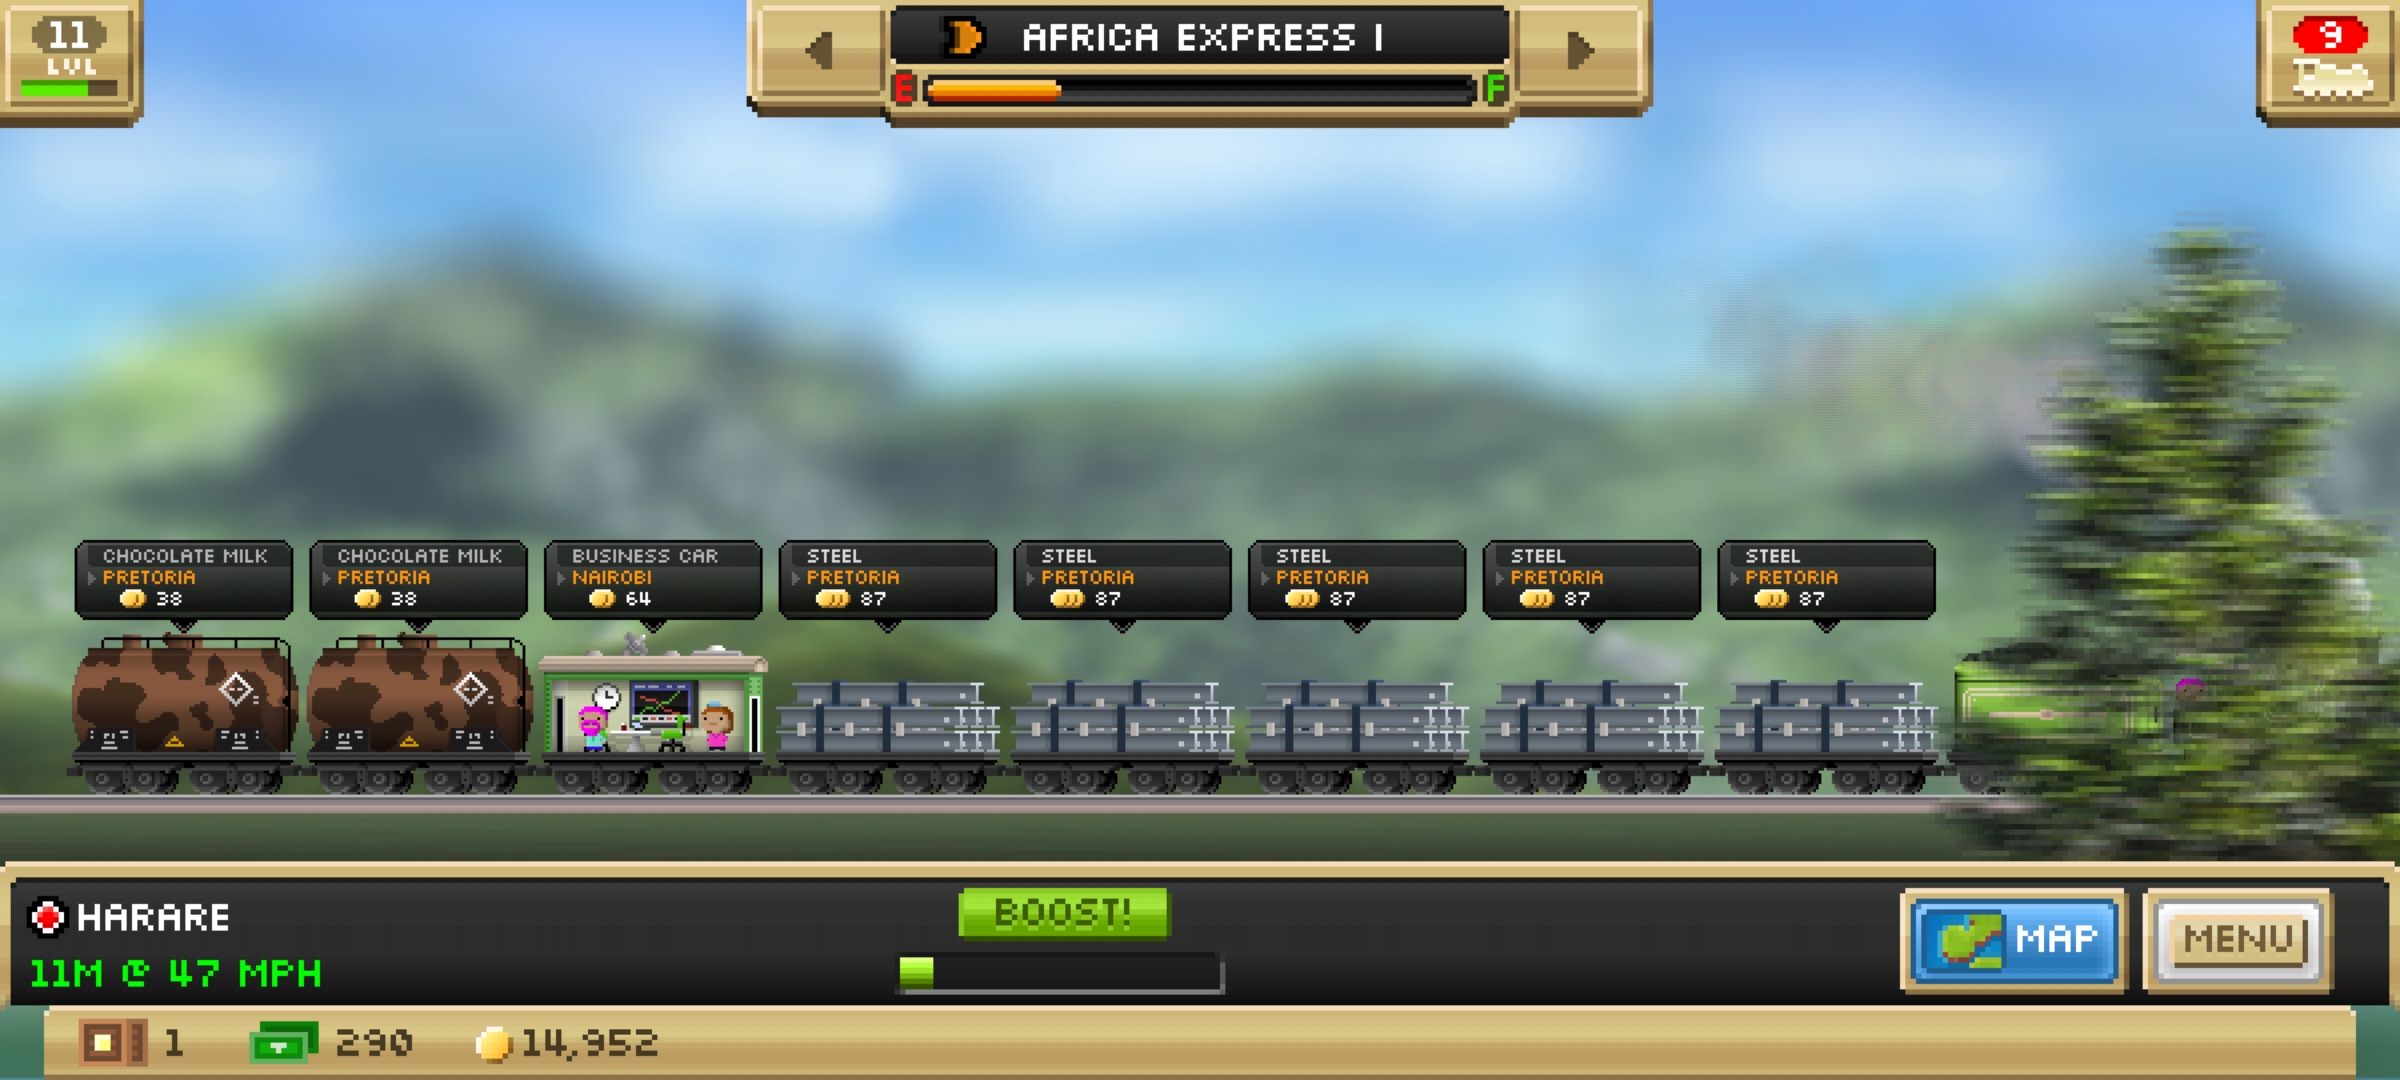 11
LVL
AFRICA EXPRESS I
E
F
9
CHOCOLATE MILK
PRETORIA
38
CHOCOLATE MILK
PRETORIA
38
BUSINESS CAR
NAIROBI
64
STEEL
PRETORIA
87
STEEL
PRETORIA
87
STEEL
PRETORIA
87
STEEL
PRETORIA
87
STEEL
PRETORIA
87
HARARE
11M @ 47 MPH
BOOST!
MAP
MENU
1
290
14,952